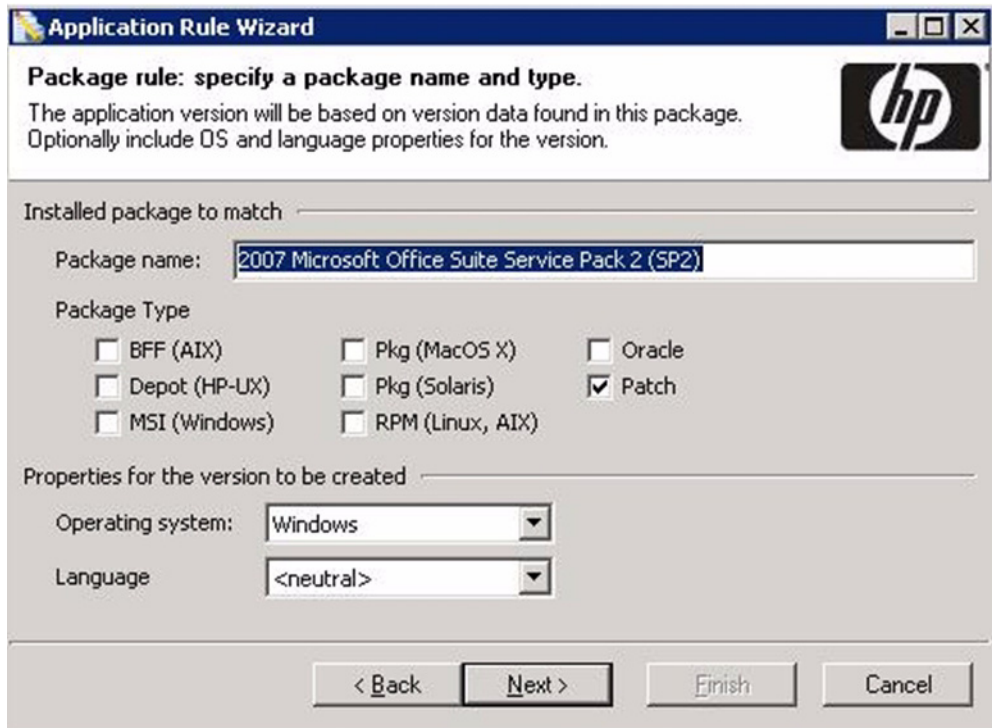 Application Rule Wizard
Package rule: specify a package name and type.
The application version will be based on version data found in this package.
Optionally include OS and language properties for the version.
hp
Installed package to match
Package name: 2007 Microsoft Office Suite Service Pack 2 (SP2)
Package Type
BFF (AIX) Pkg (MacOS X) Oracle
Depot (HP-UX) Pkg (Solaris) Patch
MSI (Windows) RPM (Linux, AIX)
Properties for the version to be created
Operating system: Windows
Language <neutral>
< Back Next > Finish Cancel